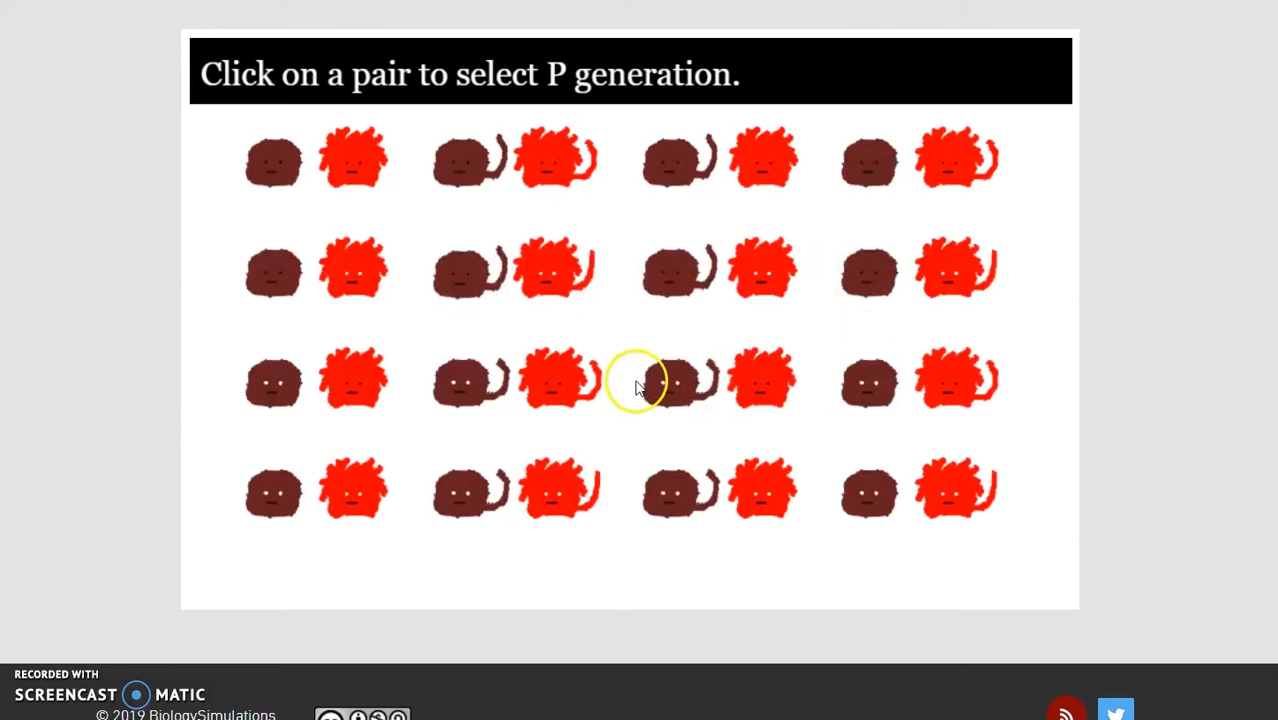 Click on a pair to select P generation.
RECORDED WITH
SCREENCAST MATIC
© 2019 BiologySimulations